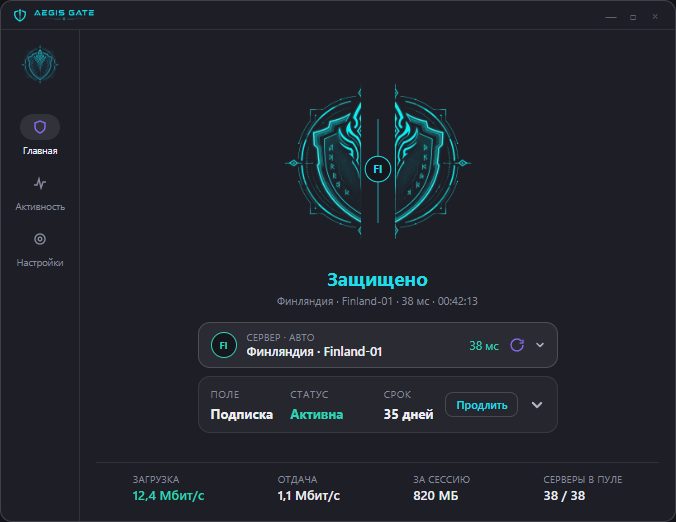 AEGIS GATE
Главная
Активность
Настройки
FI
Защищено
Финляндия · Finland-01 · 38 мс · 00:42:13
FI
СЕРВЕР · АВТО
Финляндия · Finland-01
38 мс
ПОЛЕ
Подписка
СТАТУС
Активна
СРОК
35 дней
Продлить
ЗАГРУЗКА
12,4 Мбит/с
ОТДАЧА
1,1 Мбит/с
ЗА СЕССИЮ
820 МБ
СЕРВЕРЫ В ПУЛЕ
38 / 38